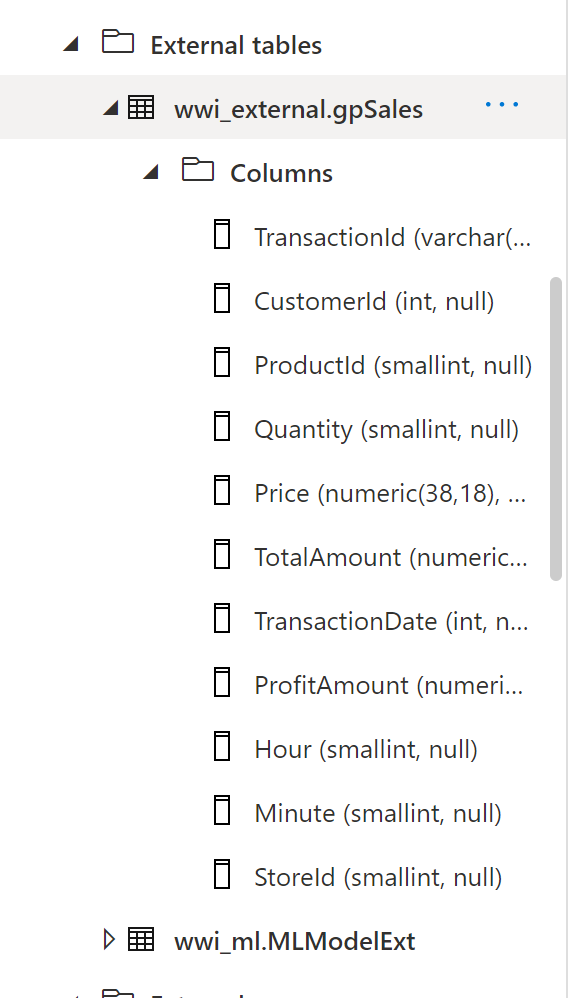 External tables
wwi_external.gpSales
Columns
TransactionId (varchar(...
CustomerId (int, null)
ProductId (smallint, null)
Quantity (smallint, null)
Price (numeric(38,18), ...
TotalAmount (numeric...
TransactionDate (int, n...
ProfitAmount (numeri...
Hour (smallint, null)
Minute (smallint, null)
StoreId (smallint, null)
wwi_ml.MLModelExt